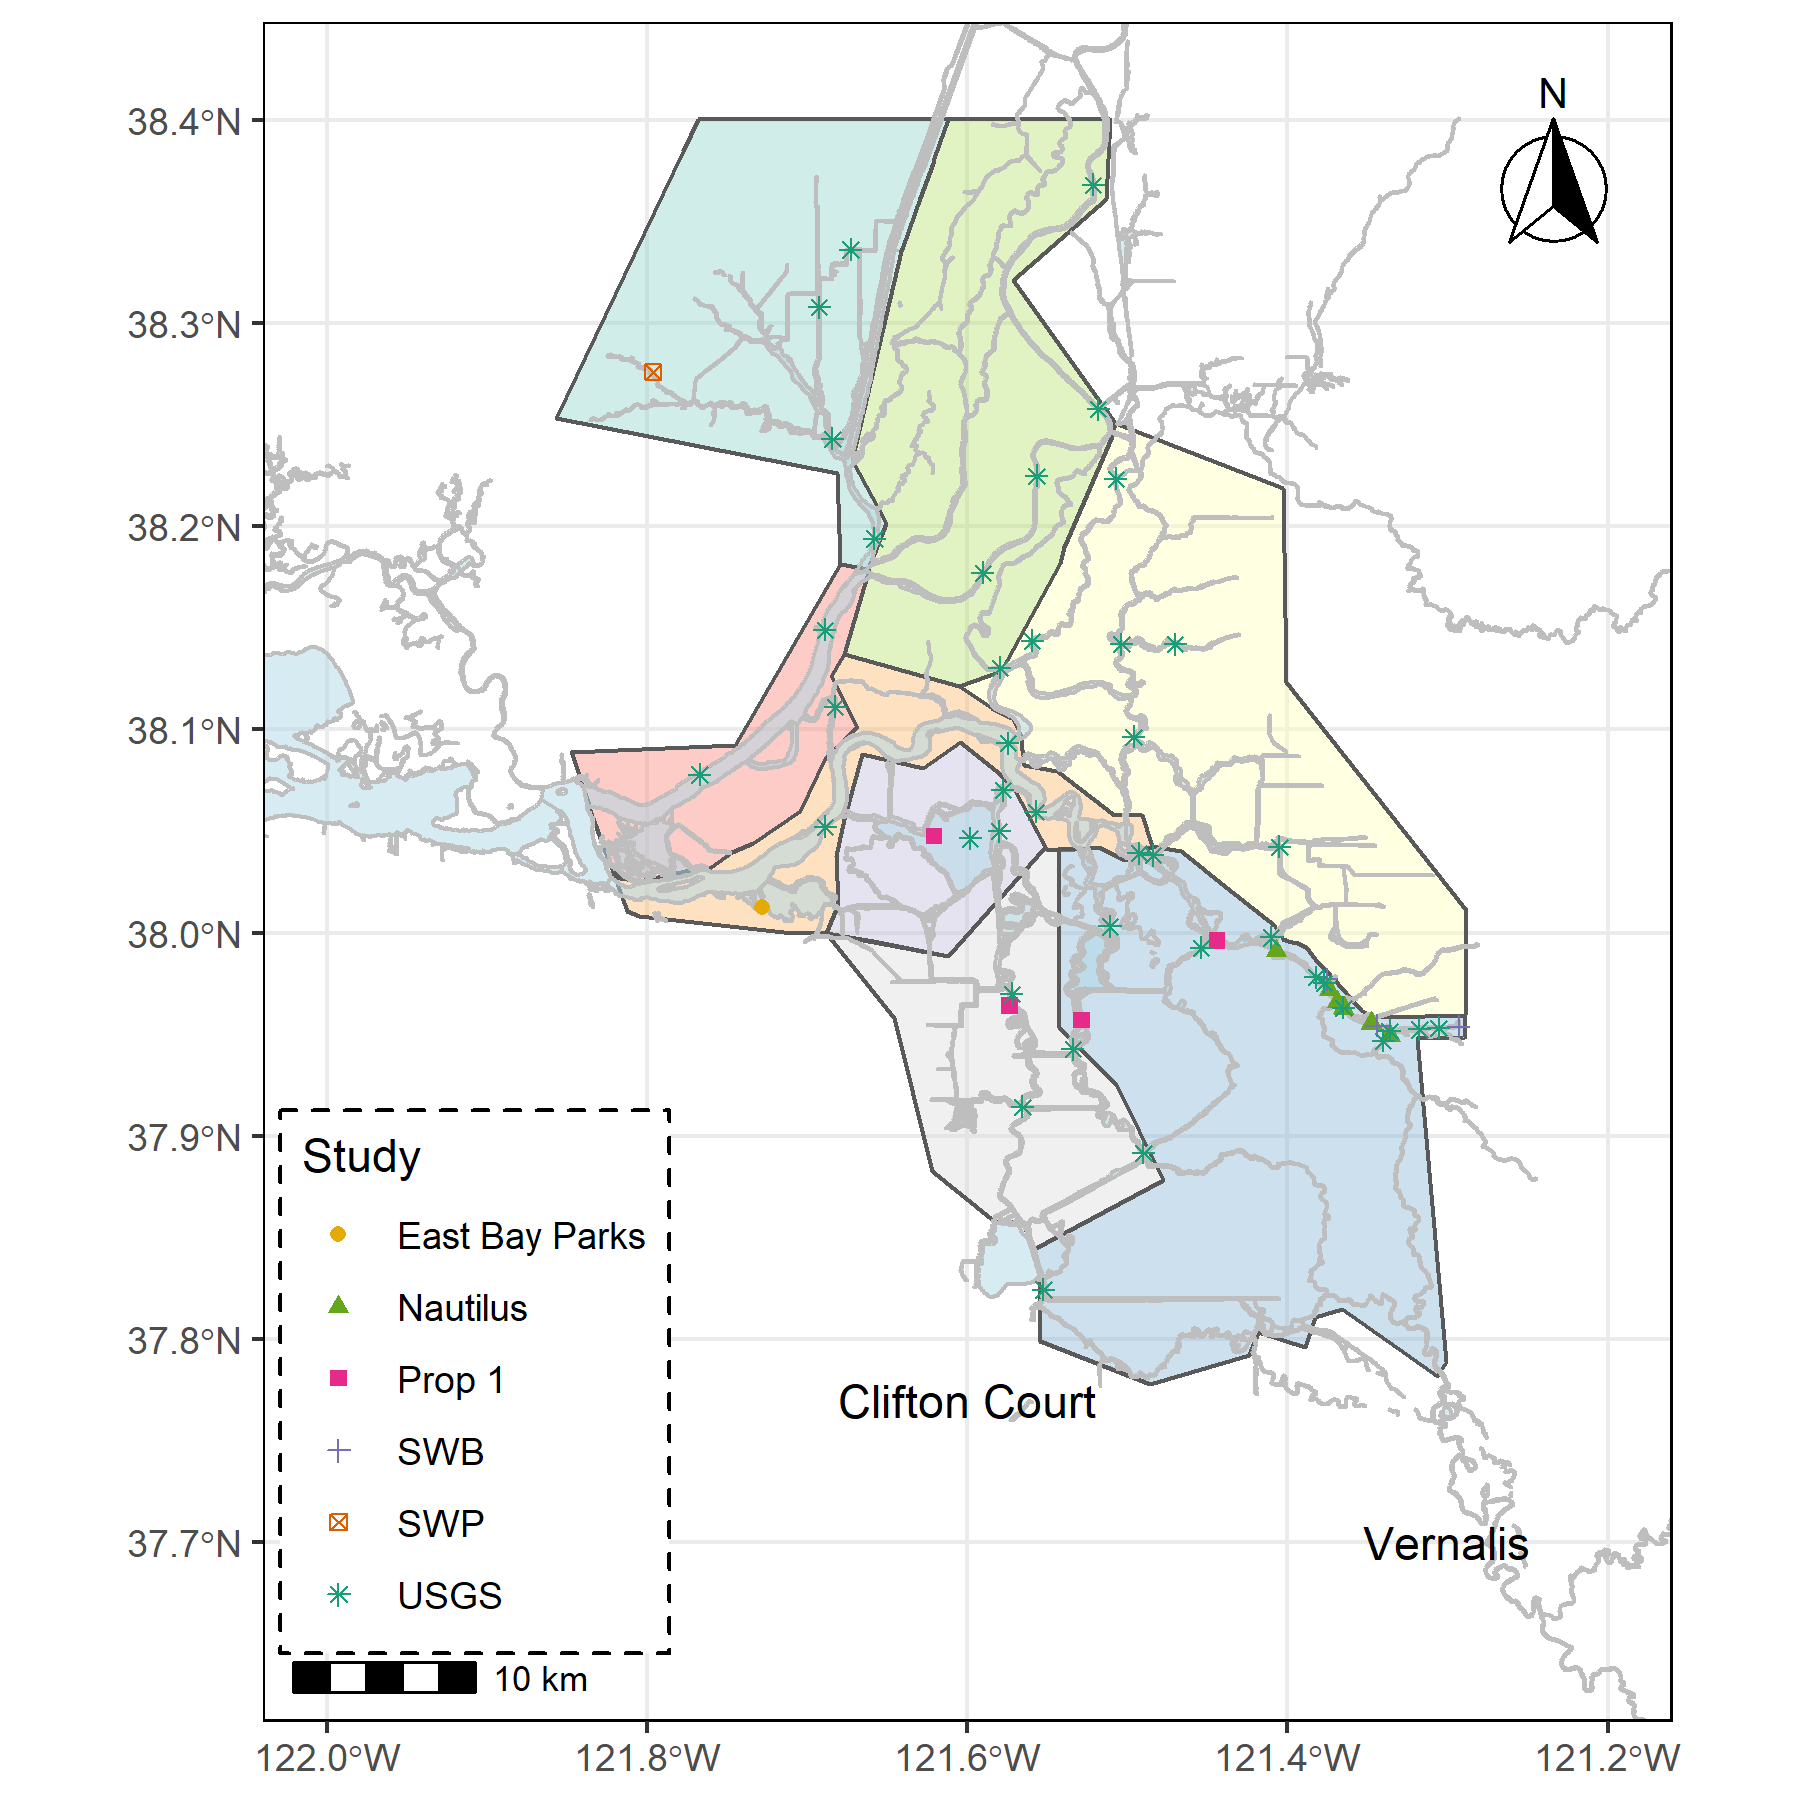 N
38.4°N
38.3°N
38.2°N
38.1°N
38.0°N
37.9°N
37.8°N
37.7°N
Clifton Court
Vernalis
Study
East Bay Parks
Nautilus
Prop 1
SWB
SWP
USGS
10 km
122.0°W
121.8°W
121.6°W
121.4°W
121.2°W